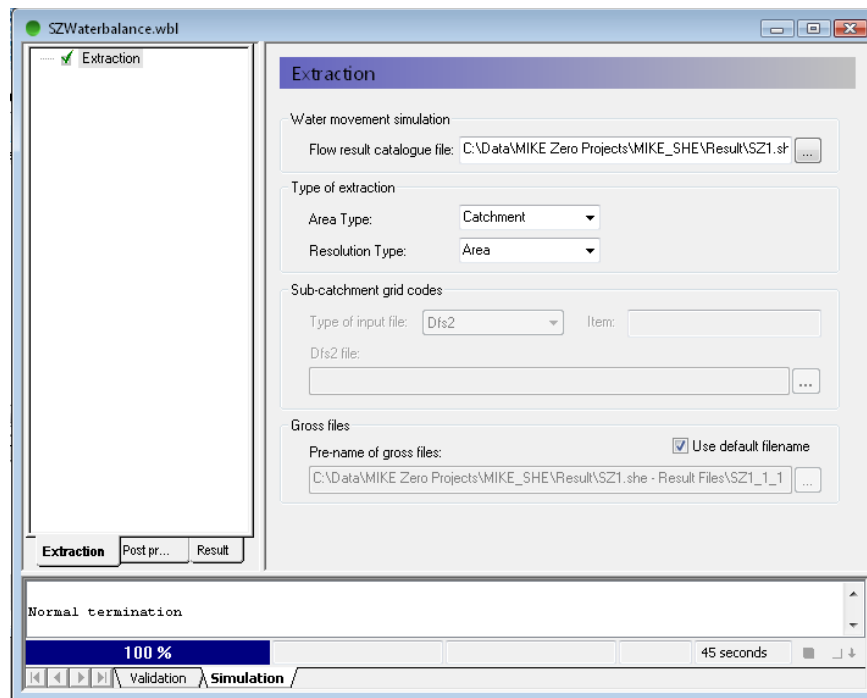 SZWaterbalance.wbl
Extraction
Extraction
Water movement simulation
Flow result catalogue file: C:\Data\MIKE Zero Projects\MIKE_SHE\Result\SZ1.sh ...
Type of extraction
Area Type: Catchment
Resolution Type: Area
Sub-catchment grid codes
Type of input file: Dfs2 Item:
Dfs2 file:
...
Gross files
Pre-name of gross files: Use default filename
C:\Data\MIKE Zero Projects\MIKE_SHE\Result\SZ1.she - Result Files\SZ1_1_1 ...
Extraction Post pr... Result
Normal termination
100 % 45 seconds
Validation Simulation